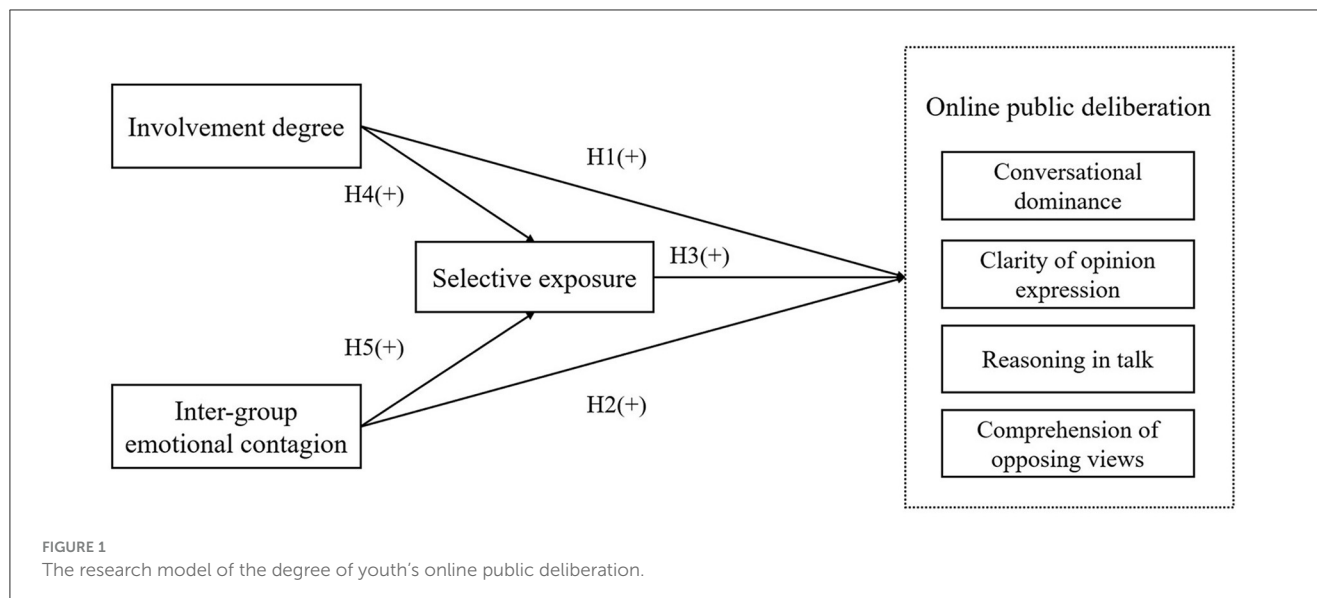 Involvement degree
H1(+)
H4(+)
Selective exposure
H3(+)
H5(+)
Inter-group
emotional contagion
H2(+)
Online public deliberation
Conversational
dominance
Clarity of opinion
expression
Reasoning in talk
Comprehension of
opposing views
FIGURE 1
The research model of the degree of youth's online public deliberation.